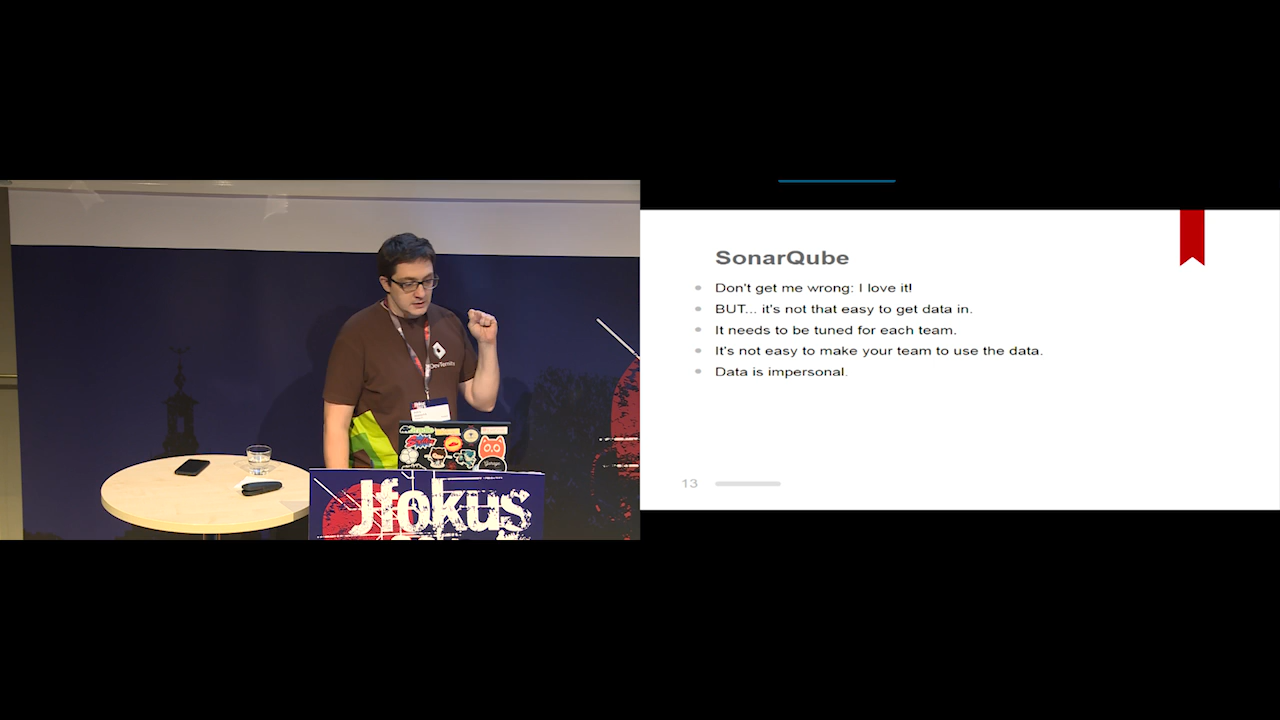 DevTernity
Jfokus
SonarQube
Don't get me wrong: I love it!
BUT... it's not that easy to get data in.
It needs to be tuned for each team.
It's not easy to make your team to use the data.
Data is impersonal.
13